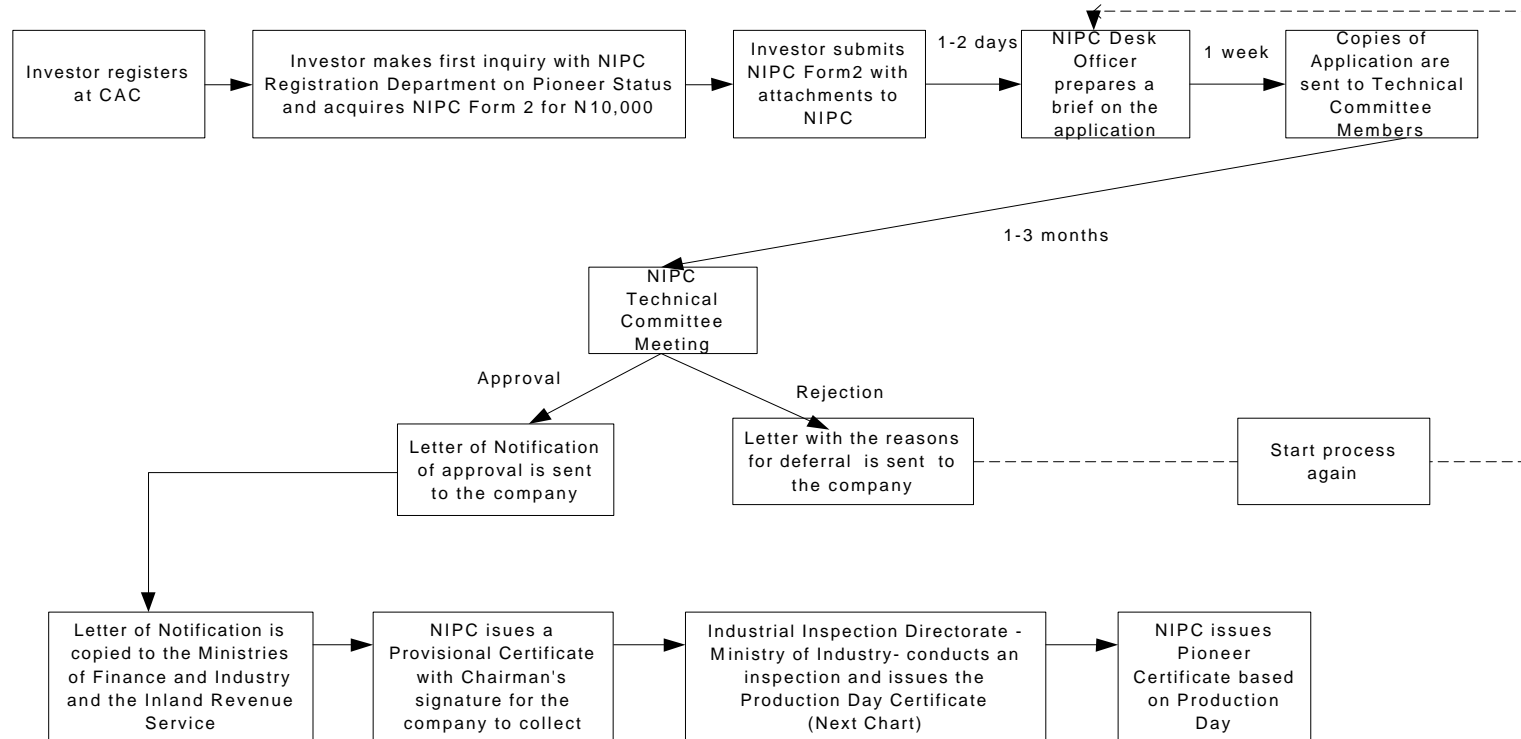 Investor registers
at CAC
Investor makes first inquiry with NIPC
Registration Department on Pioneer Status
and acquires NIPC Form 2 for N10,000
Investor submits
NIPC Form2 with
attachments to
NIPC
1-2 days
NIPC Desk
Officer
prepares a
brief on the
application
1 week
Copies of
Application are
sent to Technical
Committee
Members
1-3 months
NIPC
Technical
Committee
Meeting
Approval
Rejection
Letter of Notification
of approval is sent
to the company
Letter with the reasons
for deferral is sent to
the company
Start process
again
Letter of Notification is
copied to the Ministries
of Finance and Industry
and the Inland Revenue
Service
NIPC isues a
Provisional Certificate
with Chairman's
signature for the
company to collect
Industrial Inspection Directorate -
Ministry of Industry- conducts an
inspection and issues the
Production Day Certificate
(Next Chart)
NIPC issues
Pioneer
Certificate based
on Production
Day